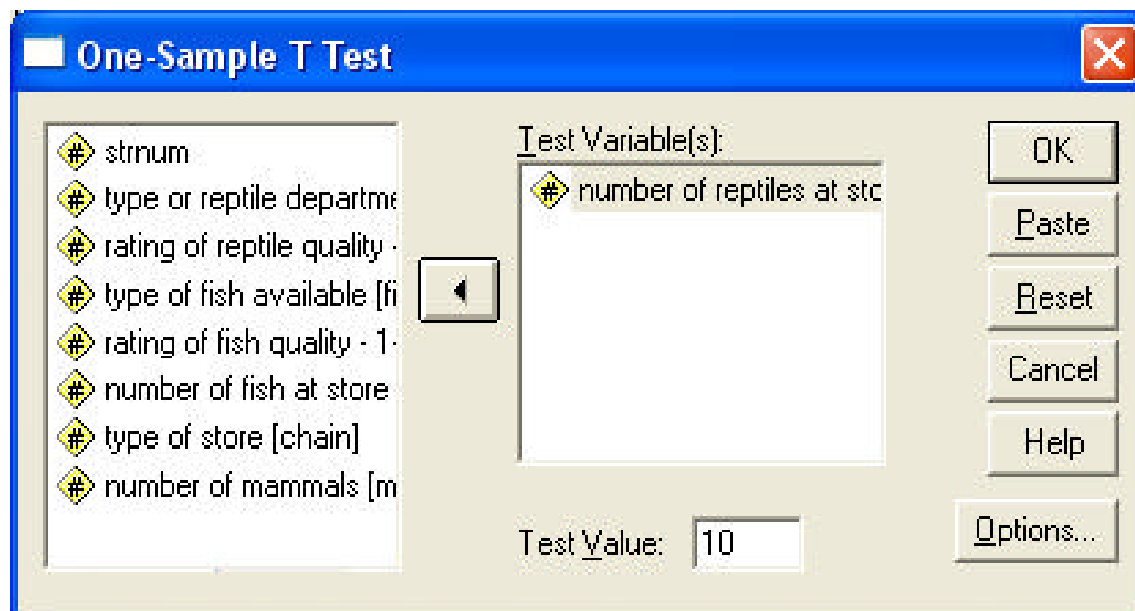 One-Sample T Test
# strnum
# type or reptile departme
# rating of reptile quality -
# type of fish available [fi
# rating of fish quality - 1-
# number of fish at store
# type of store [chain]
# number of mammals [m
Test Variable(s):
# number of reptiles at sto
Test Value: 10
OK
Paste
Reset
Cancel
Help
Options...